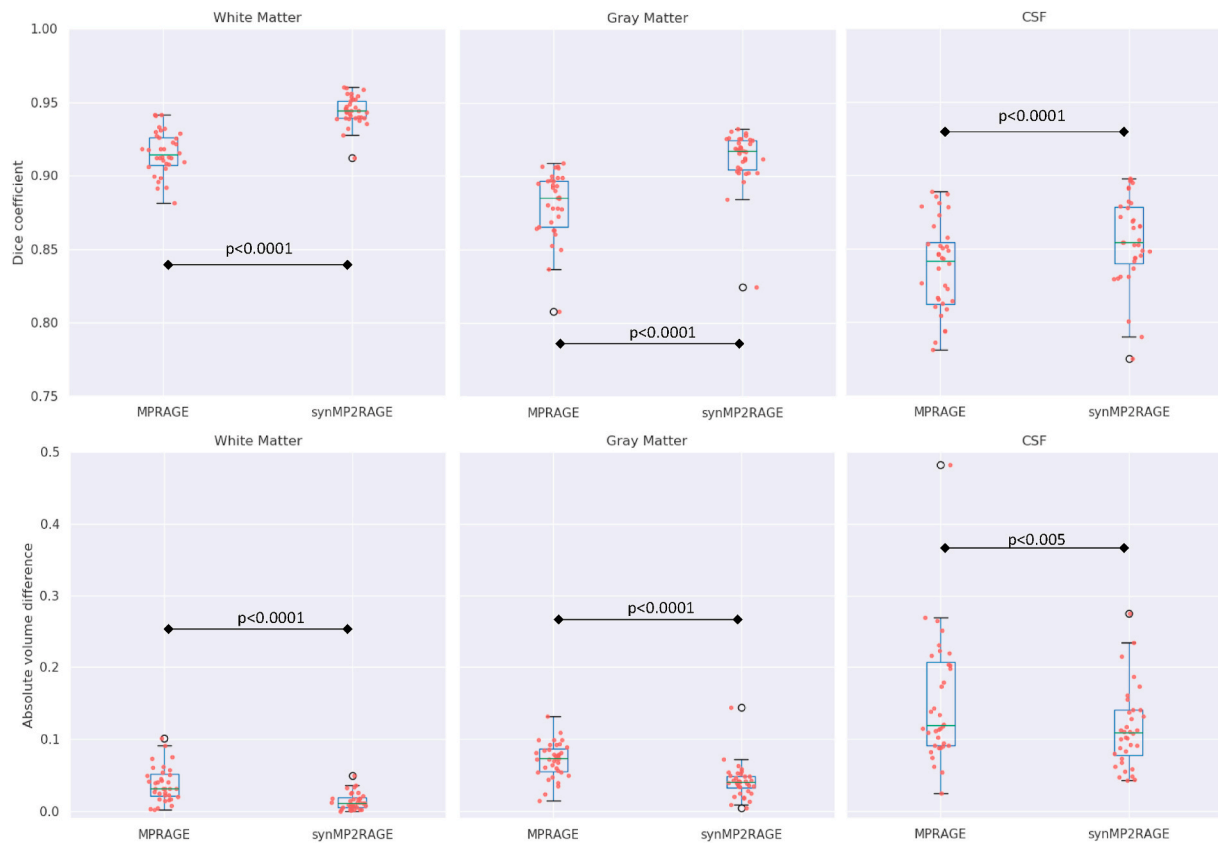 White Matter
Gray Matter
CSF
1.00
0.95
0.90
0.85
0.80
0.75
Dice coefficient
p<0.0001
p<0.0001
p<0.0001
MPRAGE
synMP2RAGE
MPRAGE
synMP2RAGE
MPRAGE
synMP2RAGE
White Matter
Gray Matter
CSF
0.5
0.4
0.3
0.2
0.1
0.0
Absolute volume difference
p<0.0001
p<0.0001
p<0.005
MPRAGE
synMP2RAGE
MPRAGE
synMP2RAGE
MPRAGE
synMP2RAGE